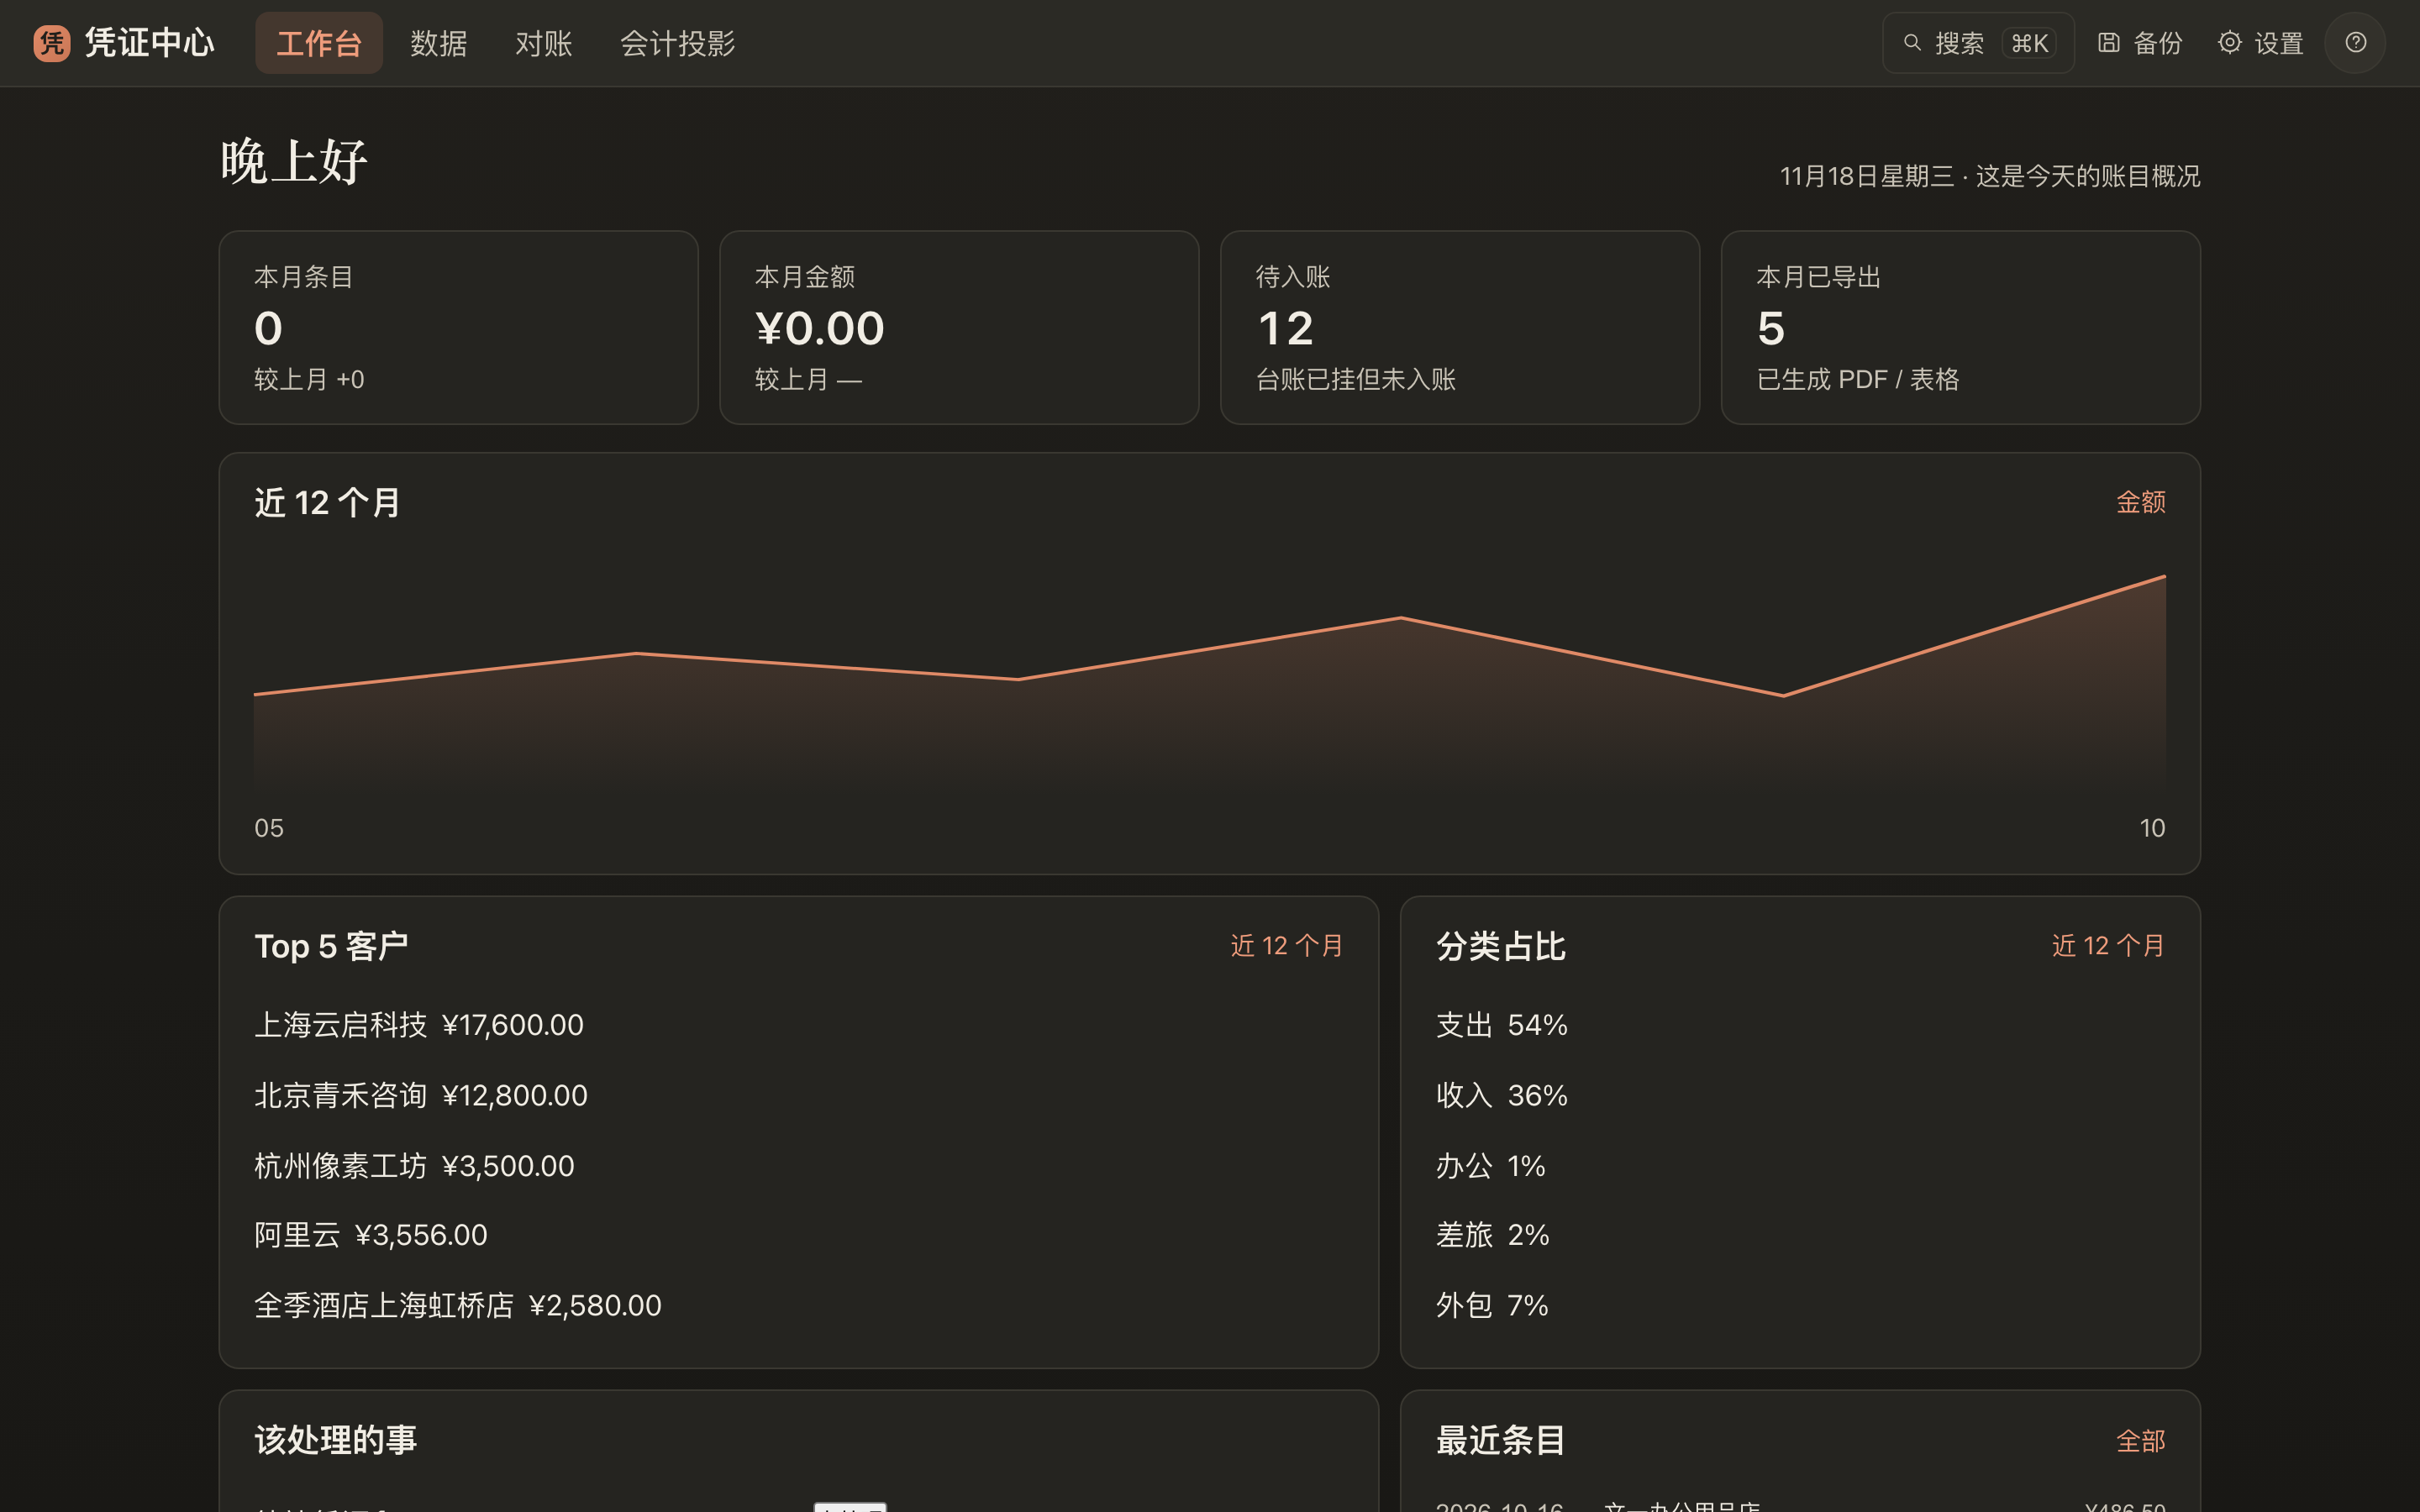 凭 凭证中心 工作台 数据 对账 会计投影 搜索 ⌘K 备份 设置
晚上好
11月18日星期三 · 这是今天的账目概况
本月条目
0
较上月 +0
本月金额
¥0.00
较上月 —
待入账
12
台账已挂但未入账
本月已导出
5
已生成 PDF / 表格
近 12 个月 金额
05 10
Top 5 客户 近 12 个月
上海云启科技 ¥17,600.00
北京青禾咨询 ¥12,800.00
杭州像素工坊 ¥3,500.00
阿里云 ¥3,556.00
全季酒店上海虹桥店 ¥2,580.00
分类占比 近 12 个月
支出 54%
收入 36%
办公 1%
差旅 2%
外包 7%
该处理的事
最近条目 全部
2026-10-16 ¥486.50